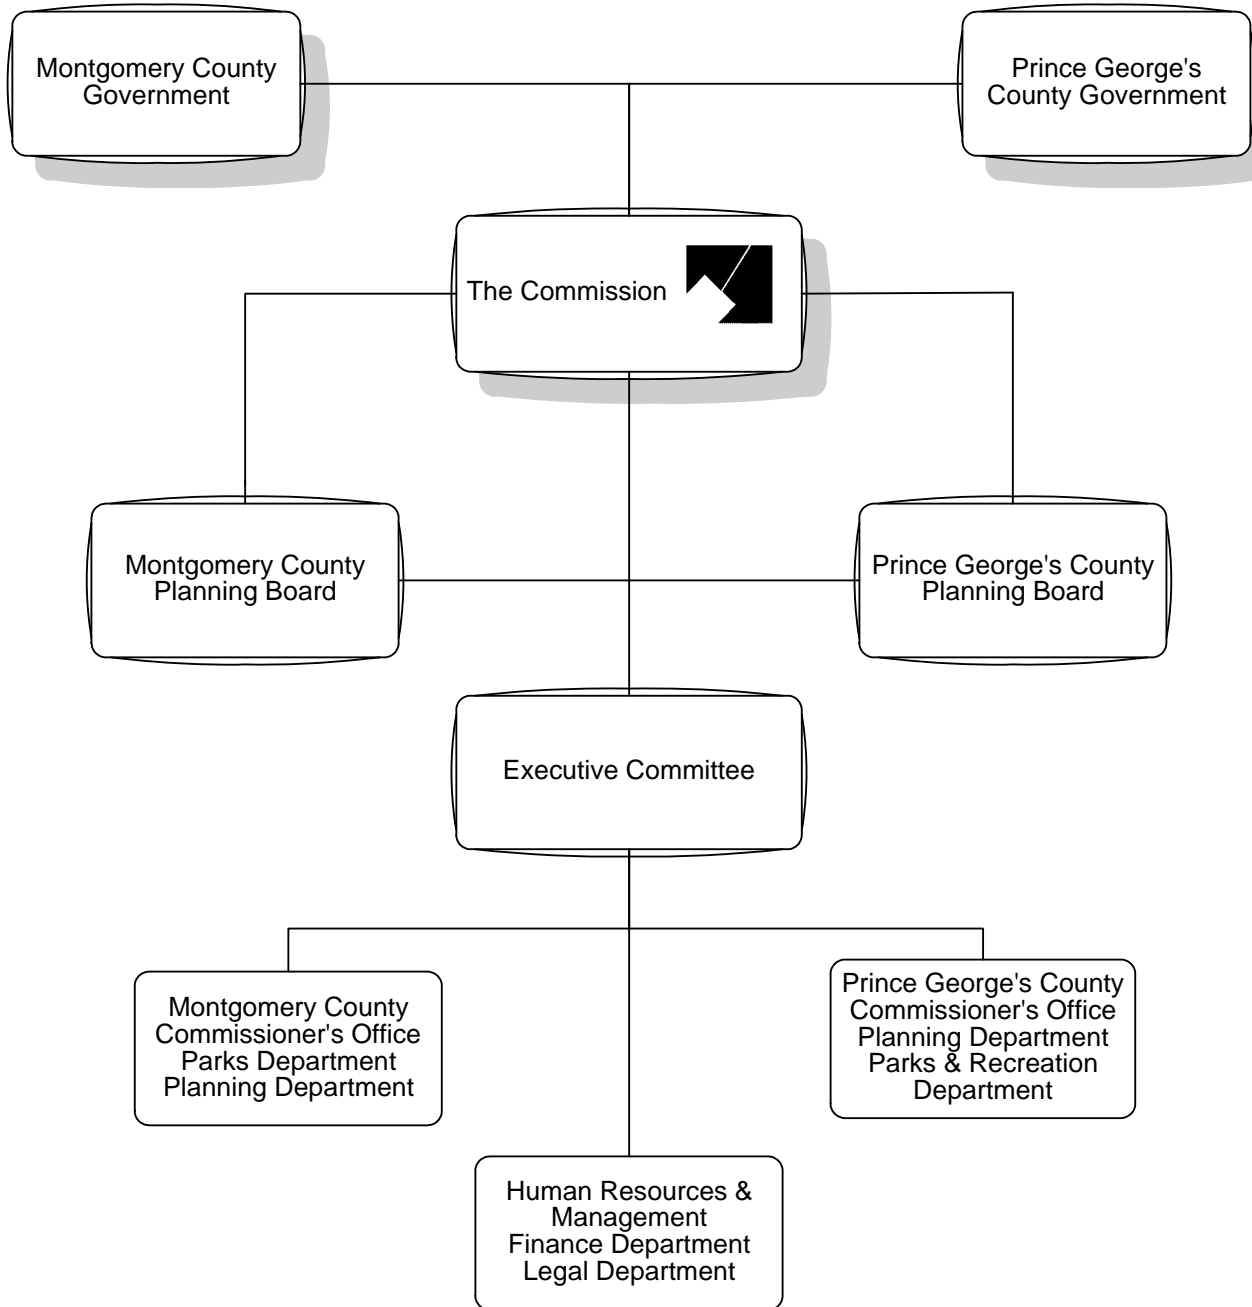 Montgomery County
Government
Prince George's
County Government
The Commission
Montgomery County
Planning Board
Prince George's County
Planning Board
Executive Committee
Montgomery County
Commissioner's Office
Parks Department
Planning Department
Prince George's County
Commissioner's Office
Planning Department
Parks & Recreation
Department
Human Resources &
Management
Finance Department
Legal Department